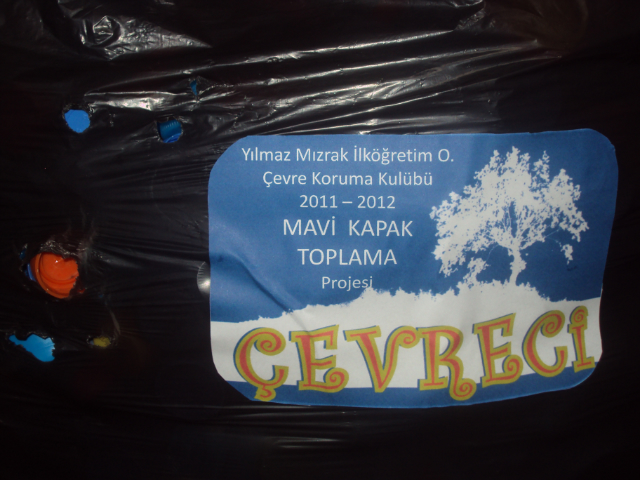 Yılmaz Mızrak İlköğretim O.
Çevre Koruma Kulübü
2011 – 2012
MAVİ KAPAK
TOPLAMA
Projesi
ÇEVRECİ